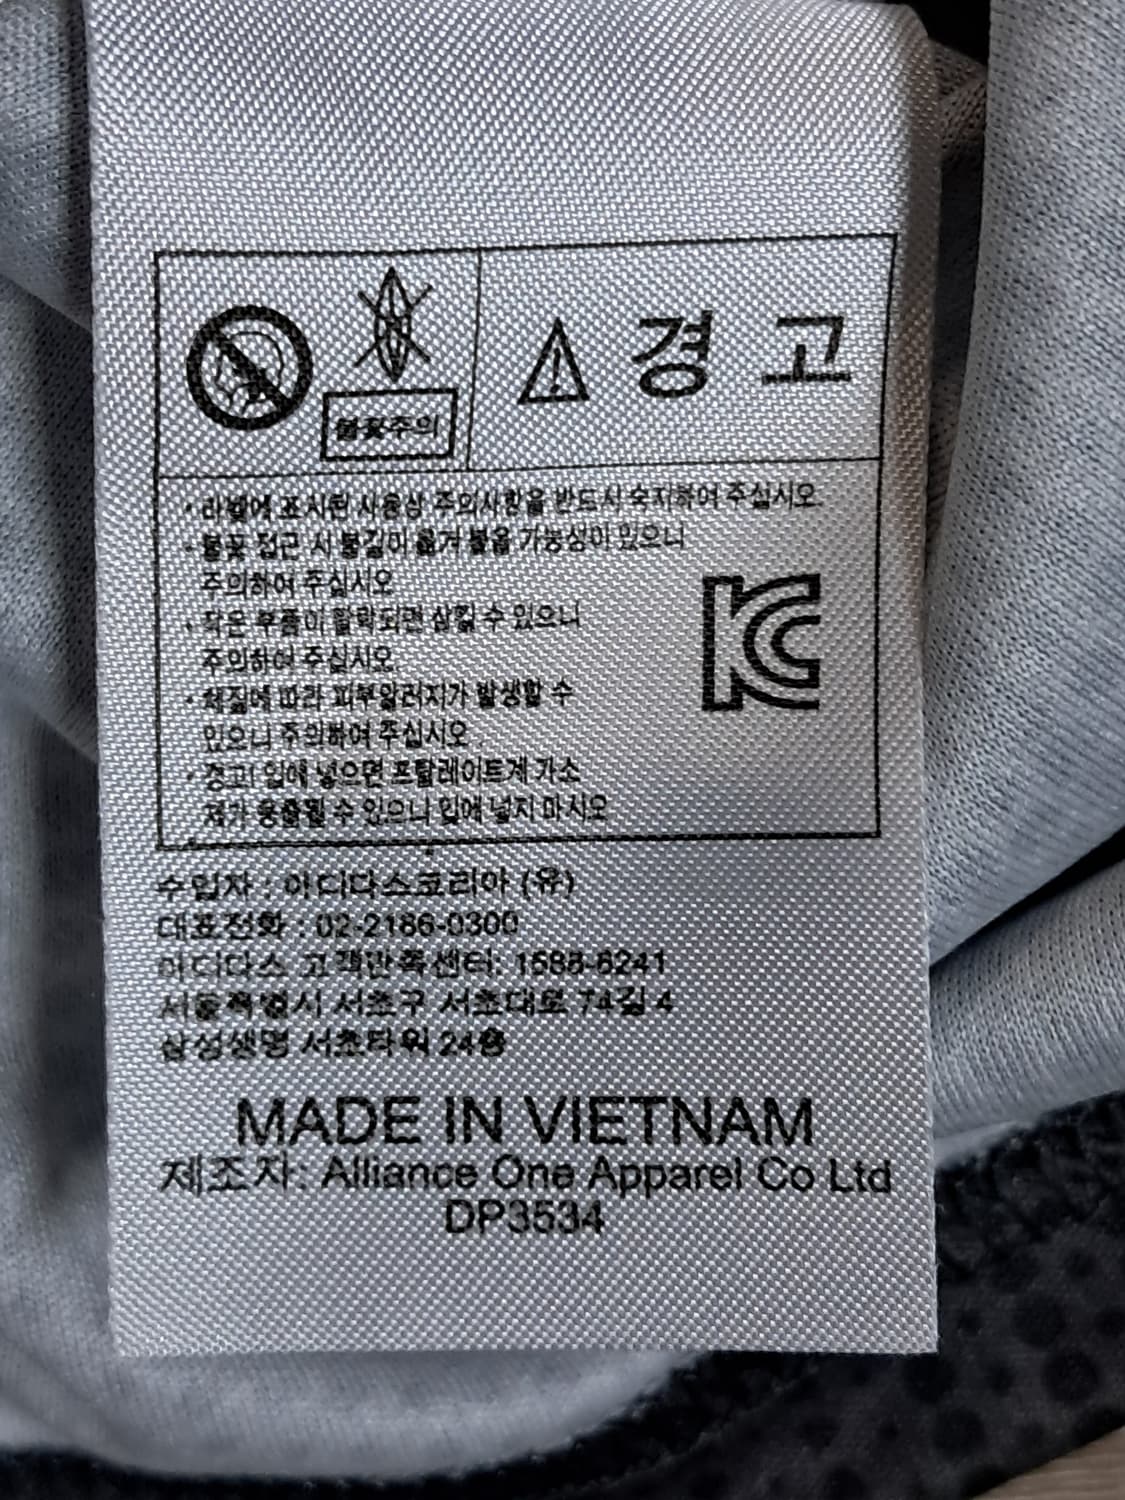 경고
불꽃주의
• 라벨에 표시된 사용상 주의사항을 반드시 숙지하여 주십시오.
• 불꽃 접근 시 불길이 옮겨 붙을 가능성이 있으니
주의하여 주십시오
• 작은 부품이 탈락되면 삼킬 수 있으니
주의하여 주십시오.
• 체질에 따라 피부알러지가 발생할 수
있으니 주의하여 주십시오.
• 경고! 입에 넣으면 프탈레이트계 가소
제가 용출될 수 있으니 입에 넣지 마시오
KC
수입자 : 아디다스코리아 (유)
대표전화 : 02-2186-0300
아디다스 고객만족센터: 1588-8241
서울특별시 서초구 서초대로 74길 4
삼성생명 서초타워 24층
MADE IN VIETNAM
제조자: Alliance One Apparel Co Ltd
DP3534